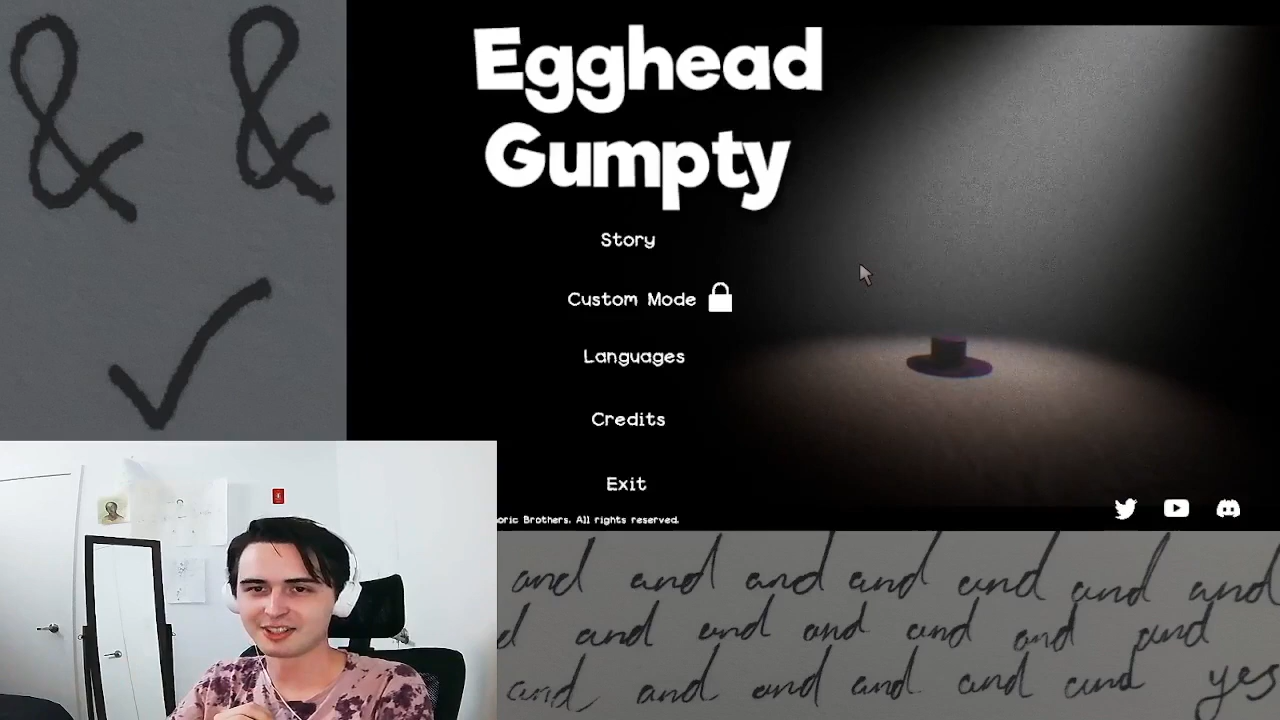 & &
Egghead
Gumpty
Story
Custom Mode
Languages
Credits
Exit
Brothers. All rights reserved.
and and and and and and and
and and and and and and
and and and and and and yes